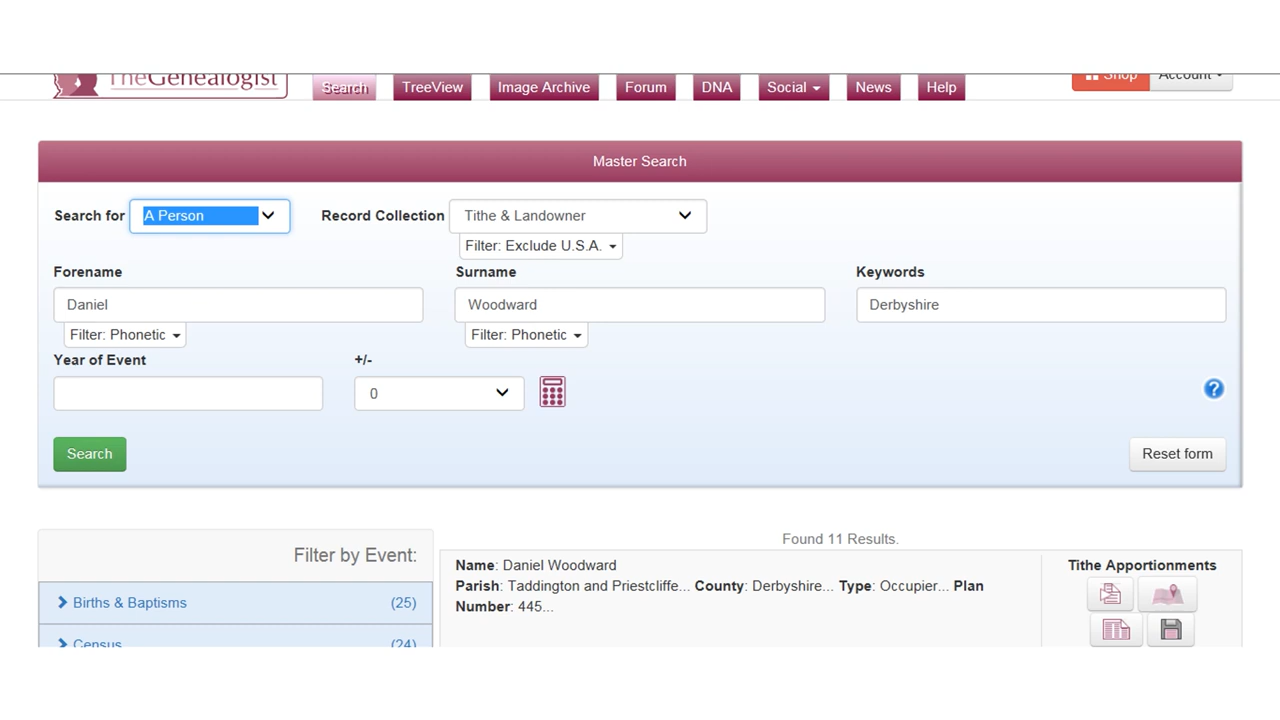 TheGenealogist
Search TreeView Image Archive Forum DNA Social News Help Shop Account
Master Search
Search for A Person Record Collection Tithe & Landowner
Filter: Exclude U.S.A.
Forename Surname Keywords
Daniel Woodward Derbyshire
Filter: Phonetic Filter: Phonetic
Year of Event +/-
0
?
Search Reset form
Found 11 Results.
Filter by Event:
Births & Baptisms (25)
Census (24)
Name: Daniel Woodward
Parish: Taddington and Priestcliffe... County: Derbyshire... Type: Occupier... Plan
Number: 445...
Tithe Apportionments